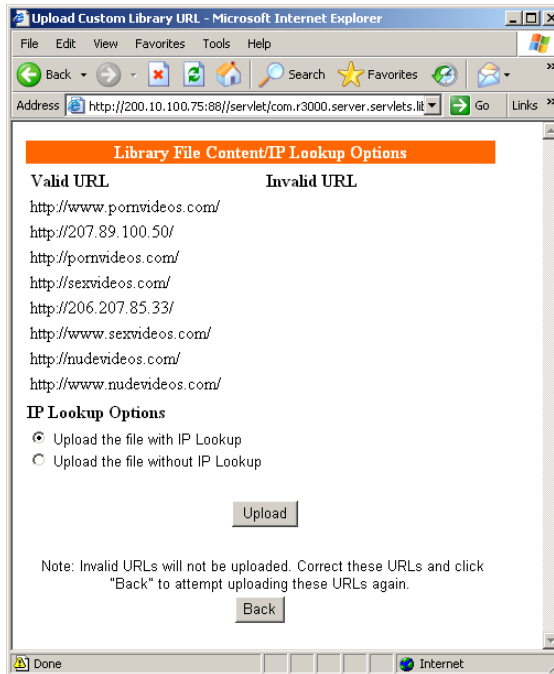 Upload Custom Library URL - Microsoft Internet Explorer
File Edit View Favorites Tools Help
Back Search Favorites »
Address http://200.10.100.75:88//servlet/com.r3000.server.servlets.lib Go Links »
Library File Content/IP Lookup Options
Valid URL Invalid URL
http://www.pornvideos.com/
http://207.89.100.50/
http://pornvideos.com/
http://sexvideos.com/
http://206.207.85.33/
http://www.sexvideos.com/
http://nudevideos.com/
http://www.nudevideos.com/
IP Lookup Options
Upload the file with IP Lookup
Upload the file without IP Lookup
Upload
Note: Invalid URLs will not be uploaded. Correct these URLs and click
"Back" to attempt uploading these URLs again.
Back
Done Internet